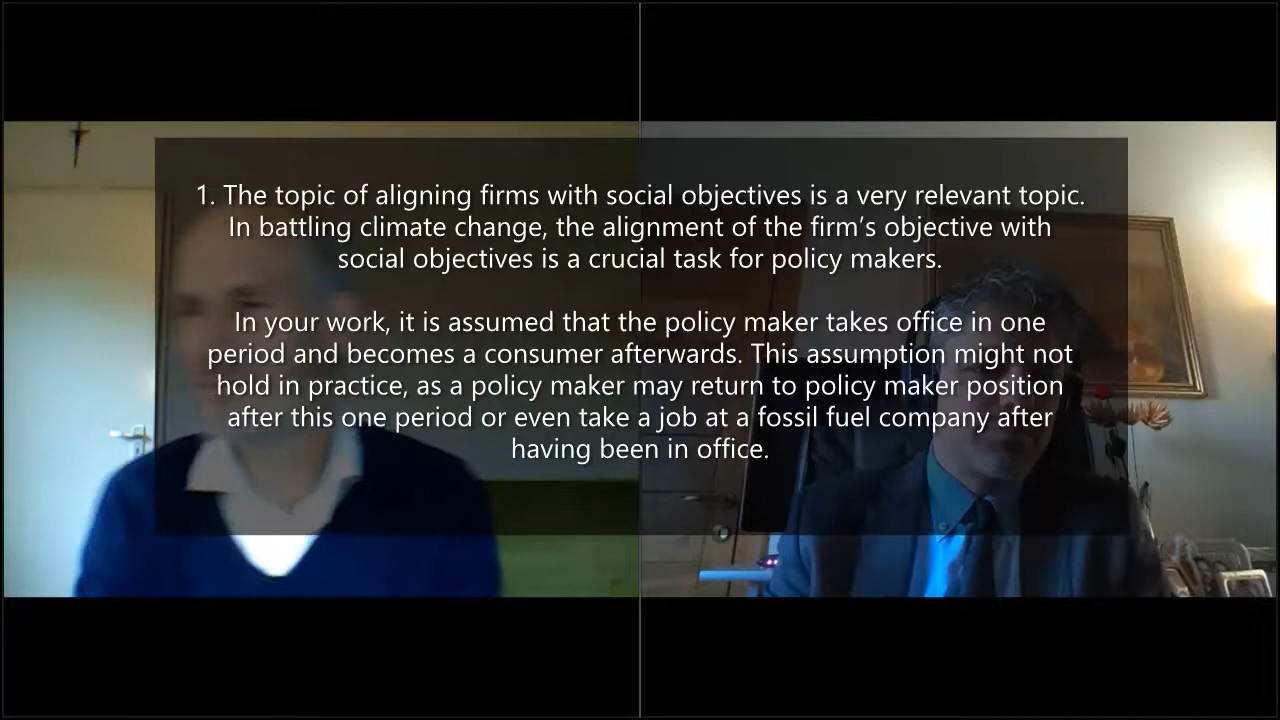 1. The topic of aligning firms with social objectives is a very relevant topic.
In battling climate change, the alignment of the firm’s objective with
social objectives is a crucial task for policy makers.
In your work, it is assumed that the policy maker takes office in one
period and becomes a consumer afterwards. This assumption might not
hold in practice, as a policy maker may return to policy maker position
after this one period or even take a job at a fossil fuel company after
having been in office.